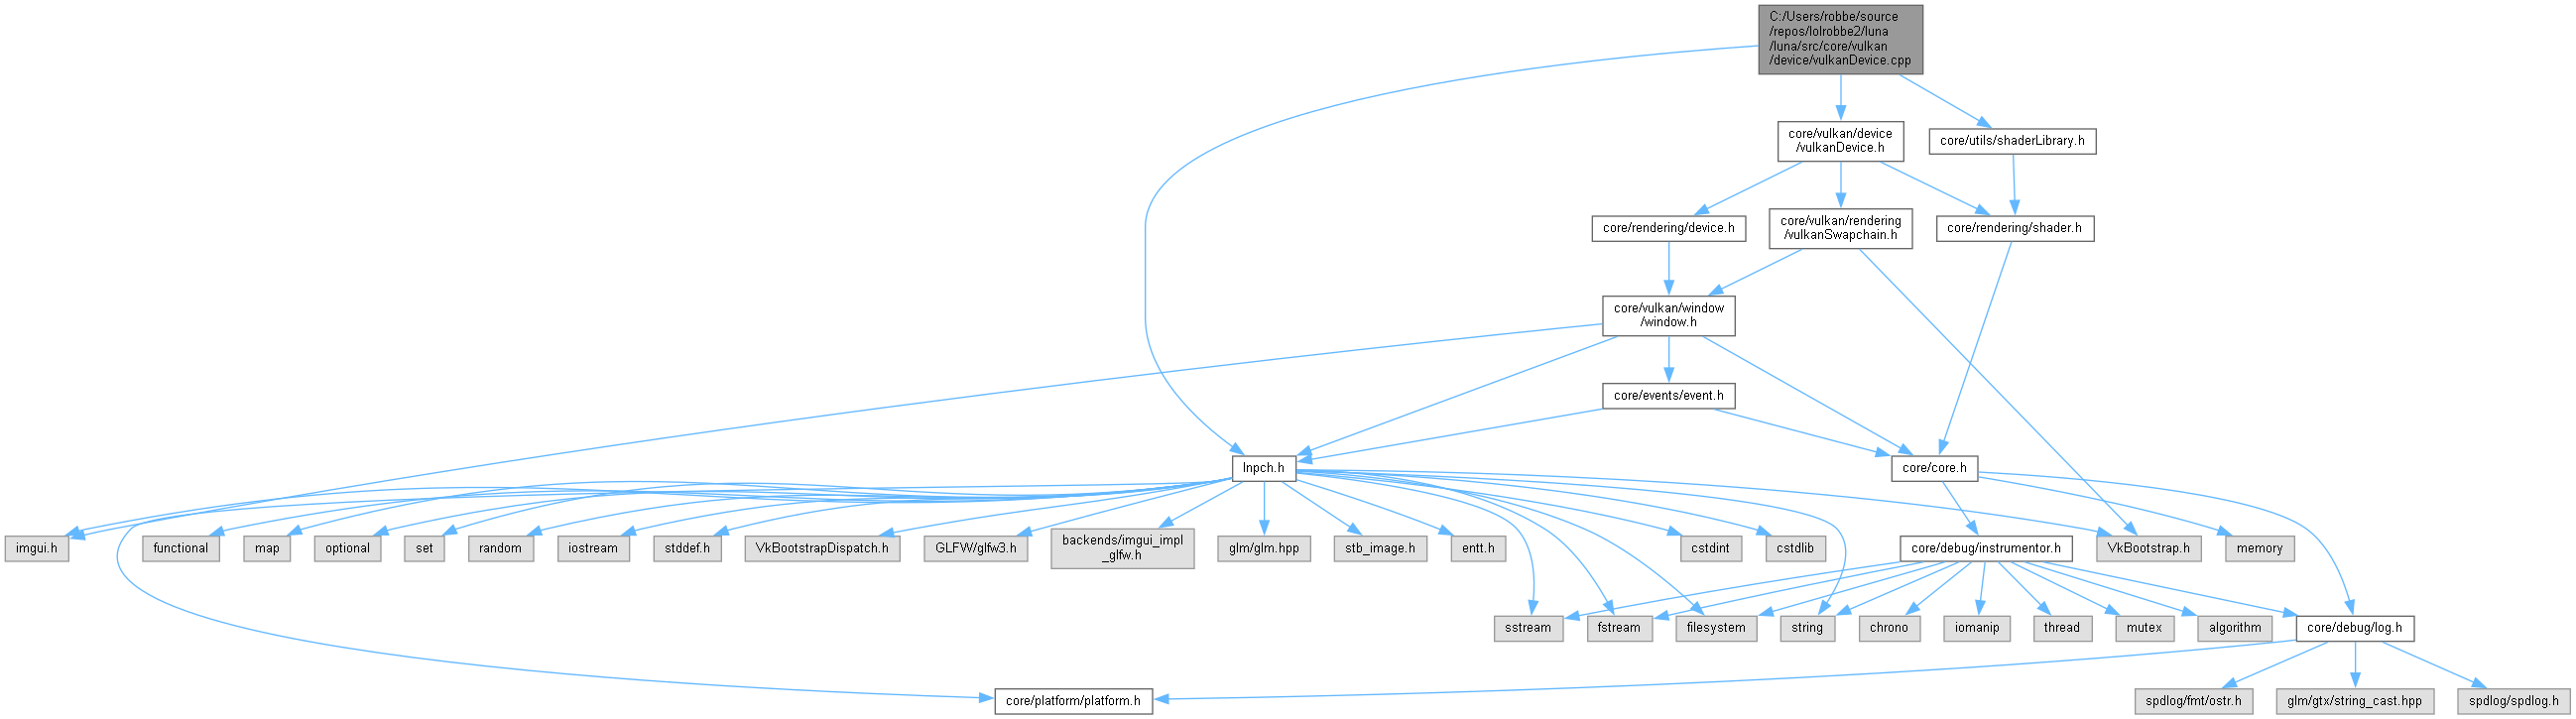 C:/Users/robbe/source
/repos/lolrobbe2/luna
/luna/src/core/vulkan
/device/vulkanDevice.cpp
core/vulkan/device
/vulkanDevice.h
core/utils/shaderLibrary.h
core/rendering/device.h
core/vulkan/rendering
/vulkanSwapchain.h
core/rendering/shader.h
core/vulkan/window
/window.h
core/events/event.h
lnpch.h
core/core.h
imgui.h
functional
map
optional
set
random
iostream
stddef.h
VkBootstrapDispatch.h
GLFW/glfw3.h
backends/imgui_impl
_glfw.h
glm/glm.hpp
stb_image.h
entt.h
cstdint
cstdlib
core/debug/instrumentor.h
VkBootstrap.h
memory
sstream
fstream
filesystem
string
chrono
iomanip
thread
mutex
algorithm
core/debug/log.h
core/platform/platform.h
spdlog/fmt/ostr.h
glm/gtx/string_cast.hpp
spdlog/spdlog.h